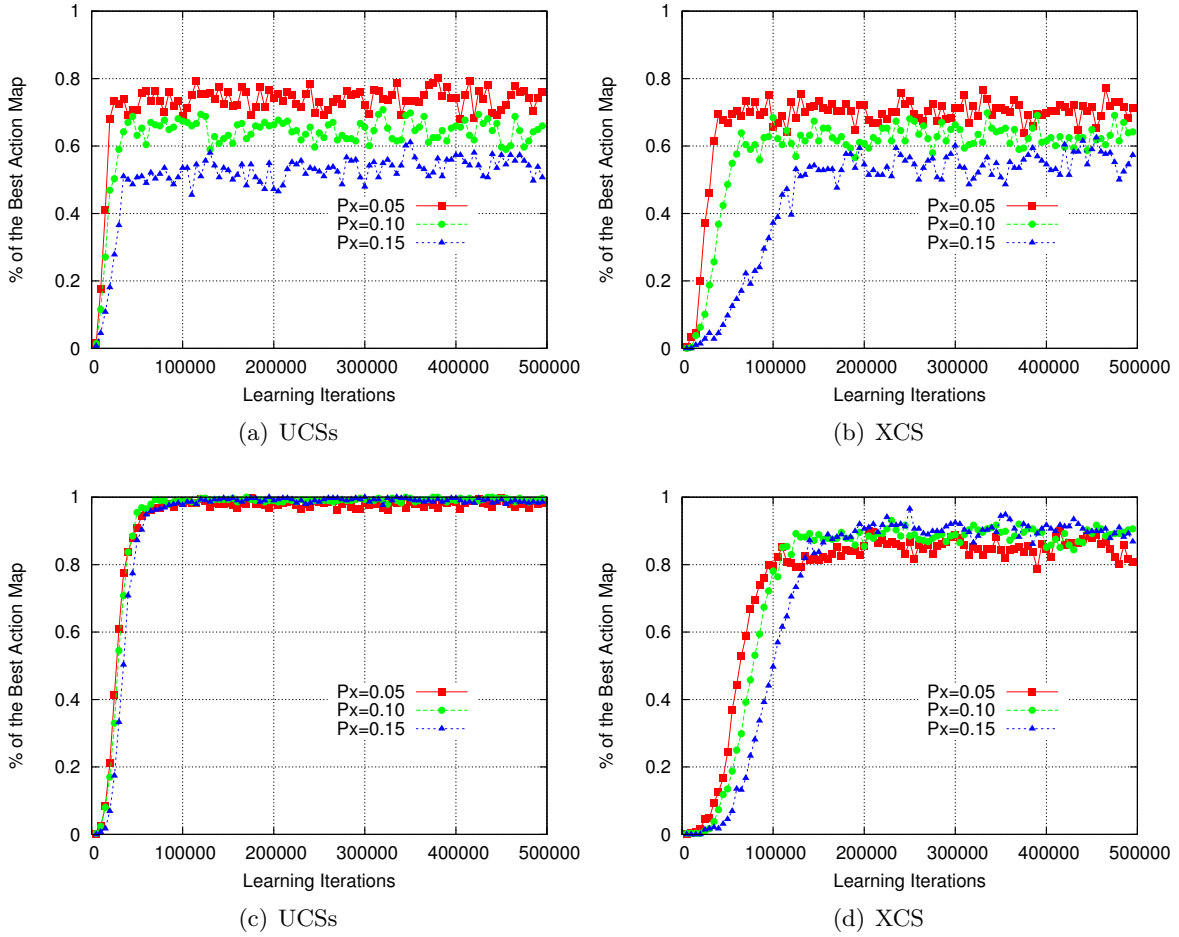 1
0.8
0.6
0.4
0.2
0
% of the Best Action Map
Px=0.05
Px=0.10
Px=0.15
0 100000 200000 300000 400000 500000
Learning Iterations
(a) UCSs
1
0.8
0.6
0.4
0.2
0
% of the Best Action Map
Px=0.05
Px=0.10
Px=0.15
0 100000 200000 300000 400000 500000
Learning Iterations
(b) XCS
1
0.8
0.6
0.4
0.2
0
% of the Best Action Map
Px=0.05
Px=0.10
Px=0.15
0 100000 200000 300000 400000 500000
Learning Iterations
(c) UCSs
1
0.8
0.6
0.4
0.2
0
% of the Best Action Map
Px=0.05
Px=0.10
Px=0.15
0 100000 200000 300000 400000 500000
Learning Iterations
(d) XCS